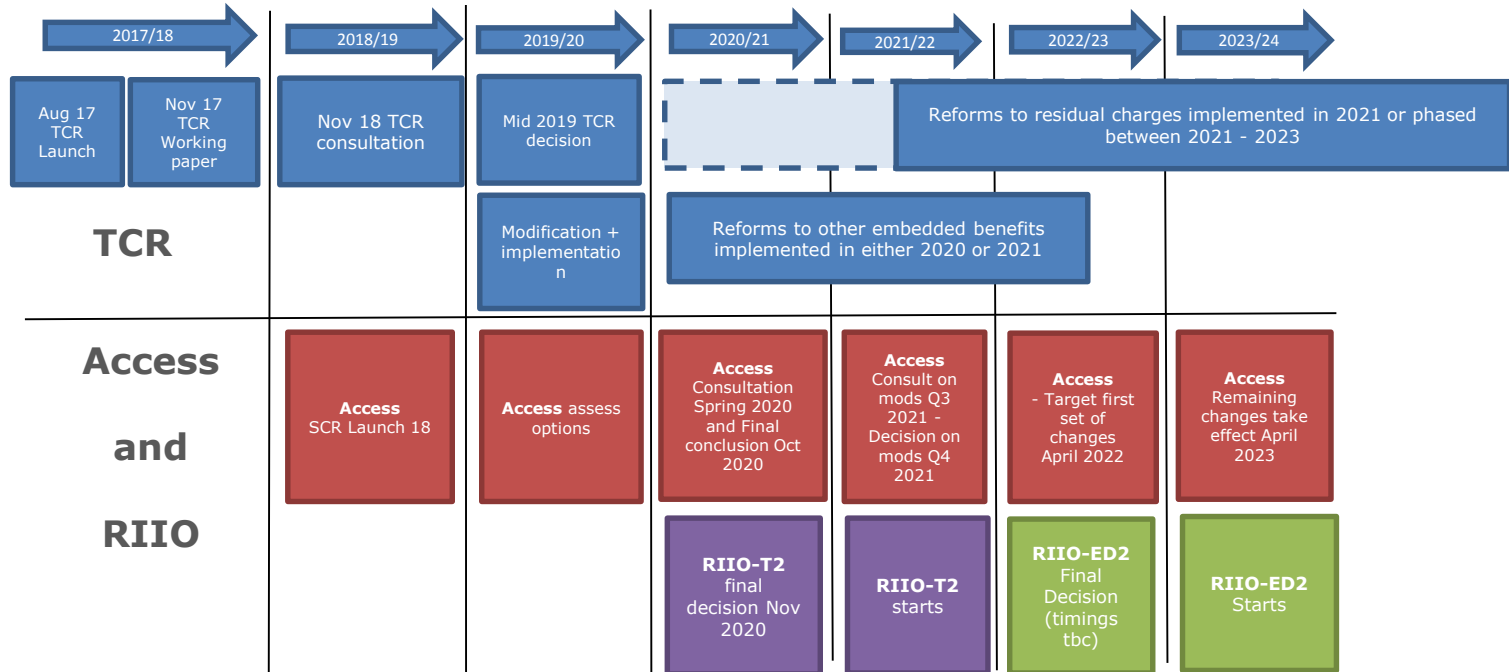 2017/18
2018/19
2019/20
2020/21
2021/22
2022/23
2023/24
Aug 17
TCR
Launch
Nov 17
TCR
Working
paper
Nov 18 TCR
consultation
Mid 2019 TCR
decision
Reforms to residual charges implemented in 2021 or phased
between 2021 - 2023
TCR
Modification +
implementatio
n
Reforms to other embedded benefits
implemented in either 2020 or 2021
Access
and
RIIO
Access
SCR Launch 18
Access assess
options
Access
Consultation
Spring 2020
and Final
conclusion Oct
2020
Access
Consult on
mods Q3
2021 -
Decision on
mods Q4
2021
Access
- Target first
set of
changes
April 2022
Access
Remaining
changes take
effect April
2023
RIIO-T2
final
decision Nov
2020
RIIO-T2
starts
RIIO-ED2
Final
Decision
(timings
tbc)
RIIO-ED2
Starts